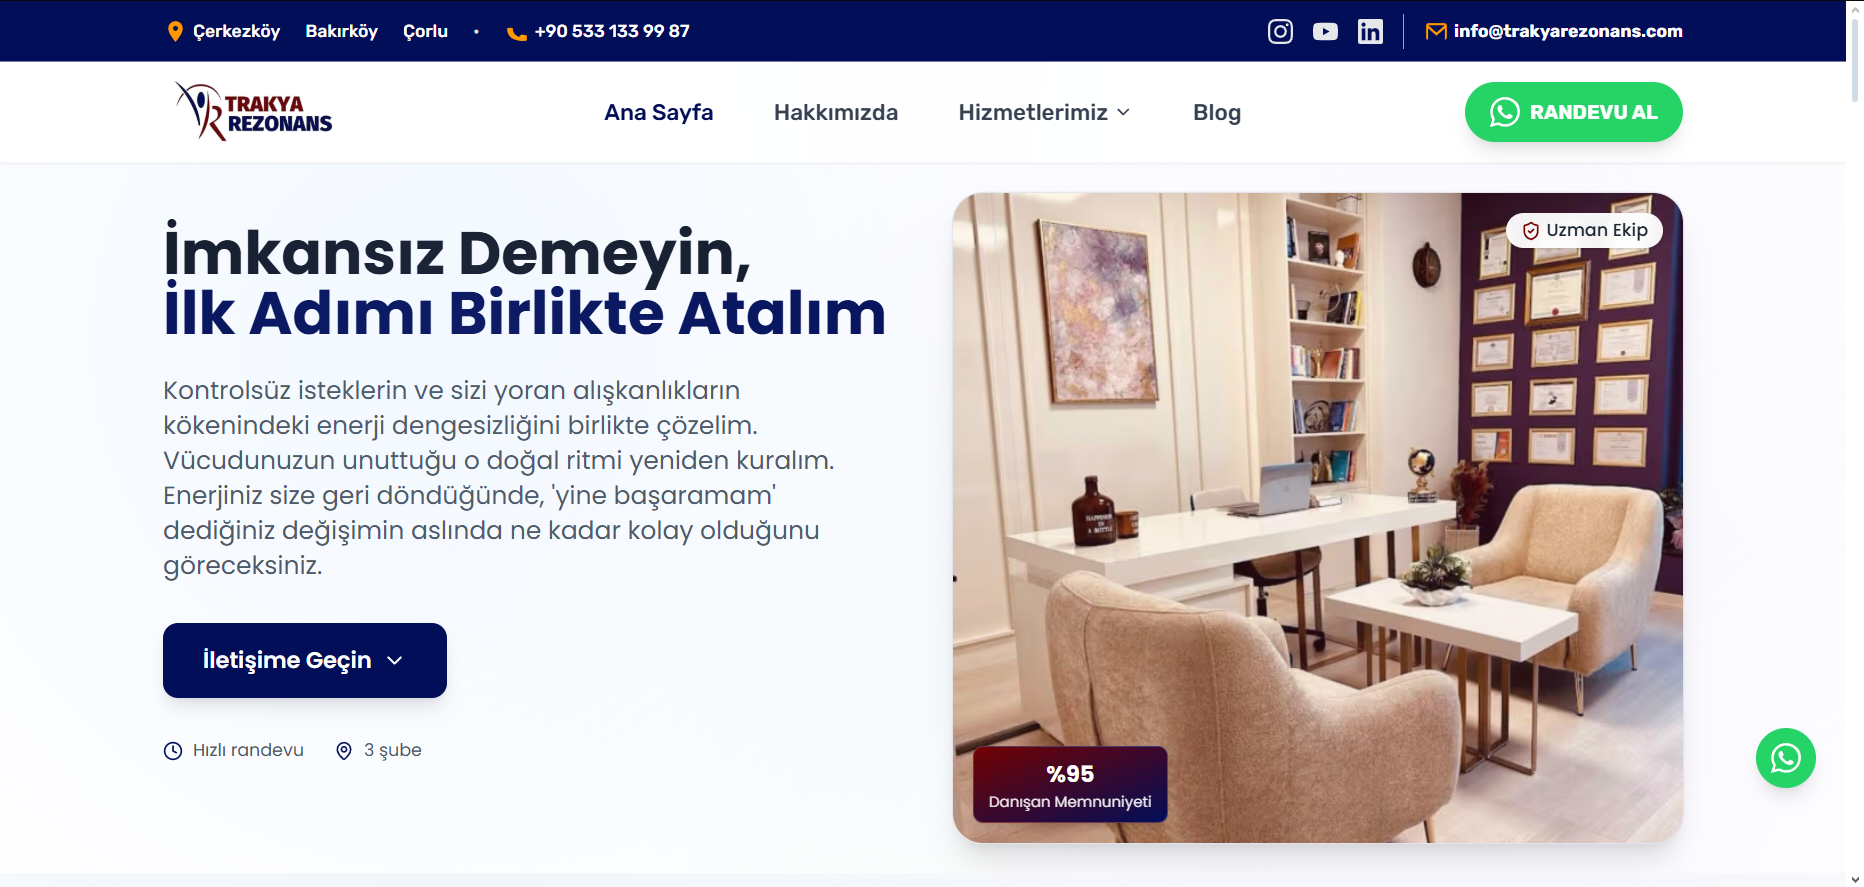 Çerkezköy Bakırköy Çorlu • +90 533 133 99 87 info@trakyarezonans.com
TRAKYA
REZONANS
Ana Sayfa Hakkımızda Hizmetlerimiz Blog RANDEVU AL
İmkansız Demeyin,
İlk Adımı Birlikte Atalım
Kontrolsüz isteklerin ve sizi yoran alışkanlıkların
kökenindeki enerji dengesizliğini birlikte çözelim.
Vücudunuzun unuttuğu o doğal ritmi yeniden kuralım.
Enerjiniz size geri döndüğünde, 'yine başaramam'
dediğiniz değişimin aslında ne kadar kolay olduğunu
göreceksiniz.
İletişime Geçin
Hızlı randevu 3 şube
Uzman Ekip
HAPPINESS
IN
A BOTTLE
%95
Danışan Memnuniyeti